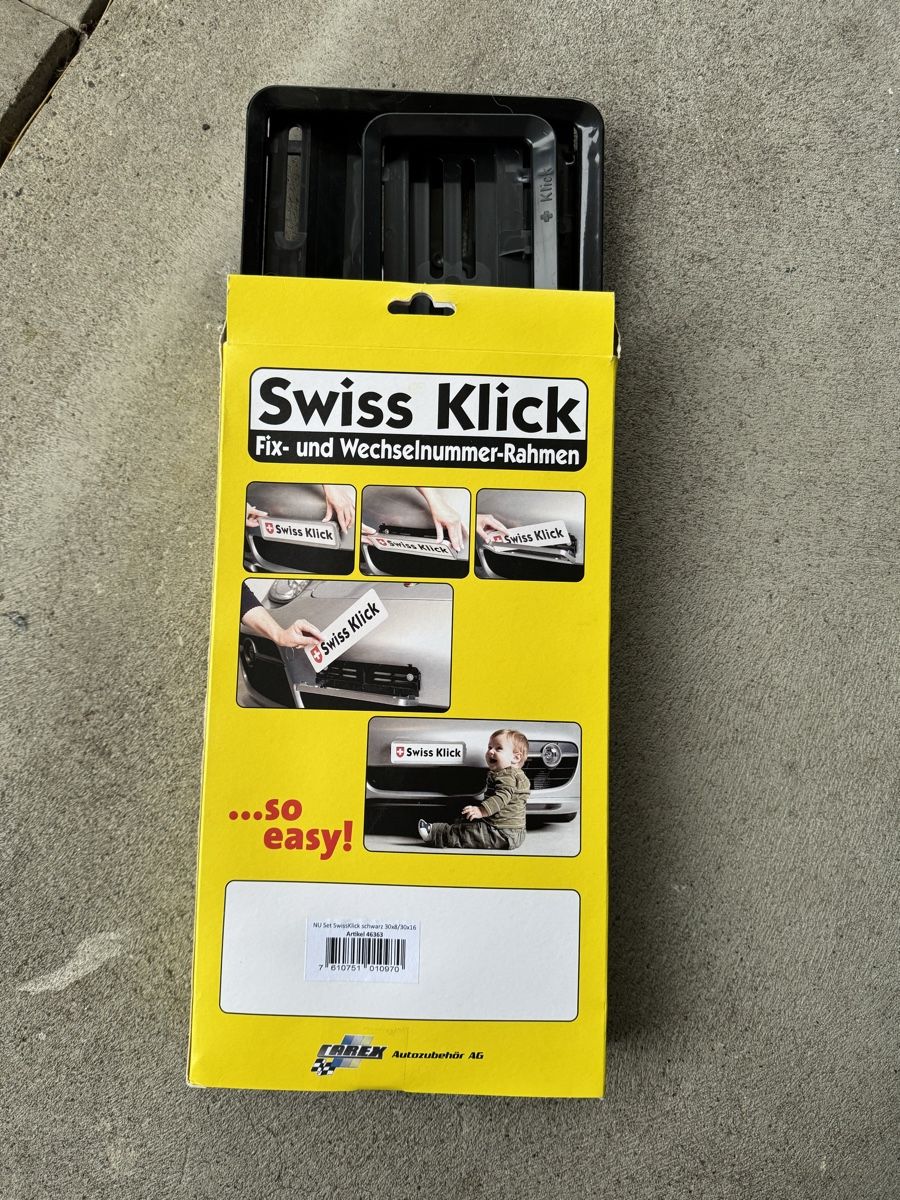 Klick
Swiss Klick
Fix- und Wechselnummer-Rahmen
Swiss Klick
Swiss Klick
Swiss Klick
Swiss Klick
Swiss Klick
...so
easy!
NU Set SwissKlick schwarz 30x8/30x16
Artikel 46363
7 610751 010970
CAREX Autozubehör AG